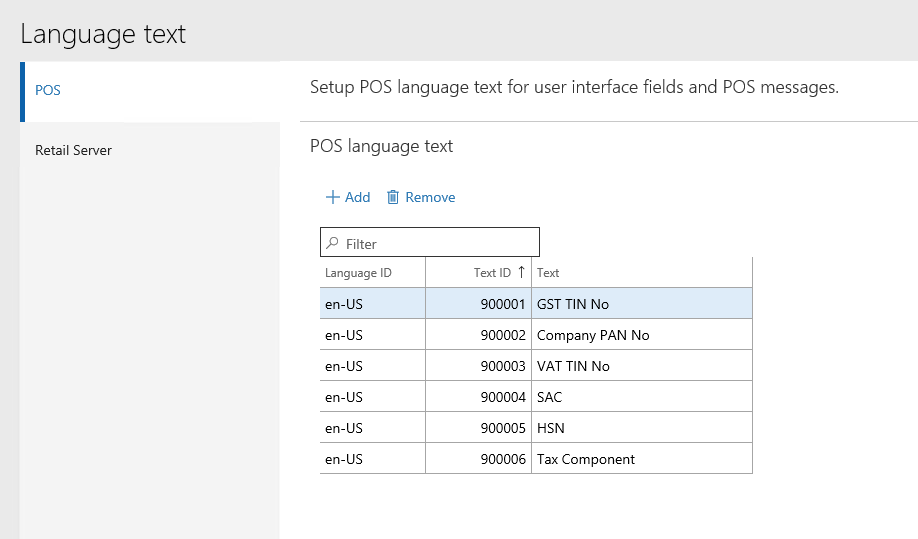 Language text
POS
Retail Server
Setup POS language text for user interface fields and POS messages.
POS language text
Add Remove
Filter
Language ID Text ID ↑ Text
en-US 900001 GST TIN No
en-US 900002 Company PAN No
en-US 900003 VAT TIN No
en-US 900004 SAC
en-US 900005 HSN
en-US 900006 Tax Component